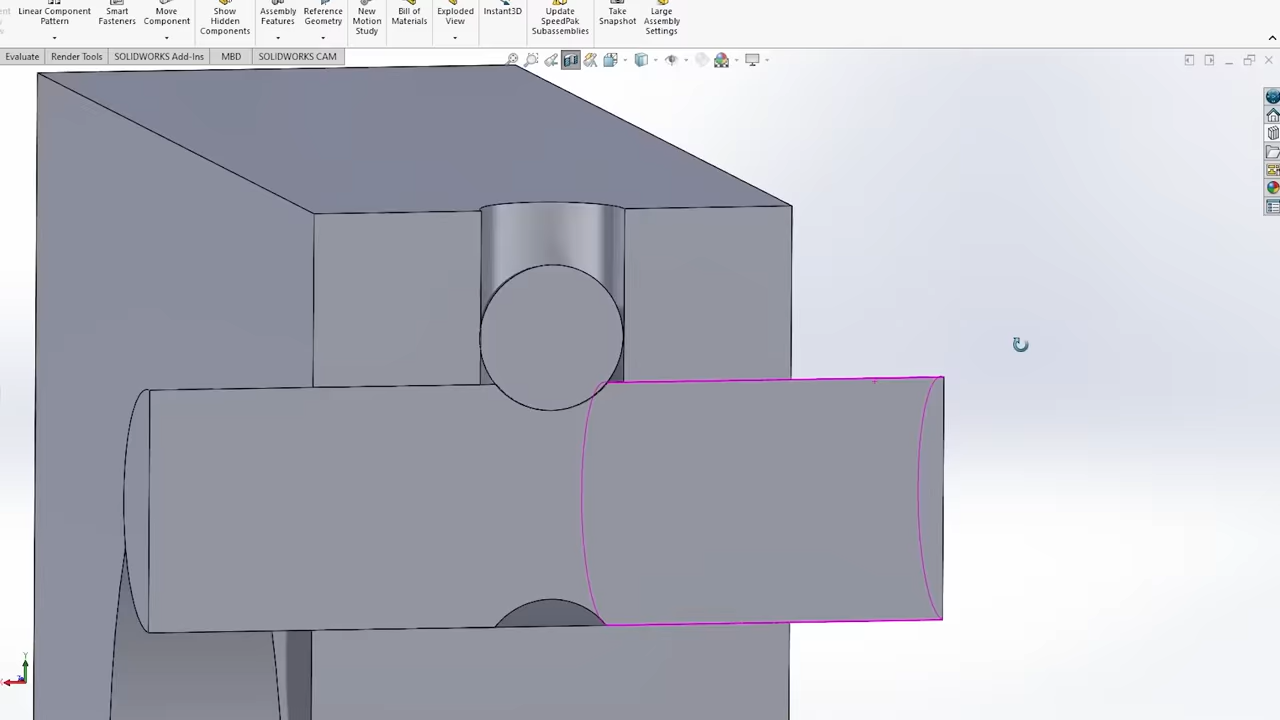 Linear Component
Pattern
Smart
Fasteners
Move
Component
Show
Hidden
Components
Assembly
Features
Reference
Geometry
New
Motion
Study
Bill of
Materials
Exploded
View
Instant3D
Update
SpeedPak
Subassemblies
Take
Snapshot
Large
Assembly
Settings
Evaluate
Render Tools
SOLIDWORKS Add-Ins
MBD
SOLIDWORKS CAM
Y